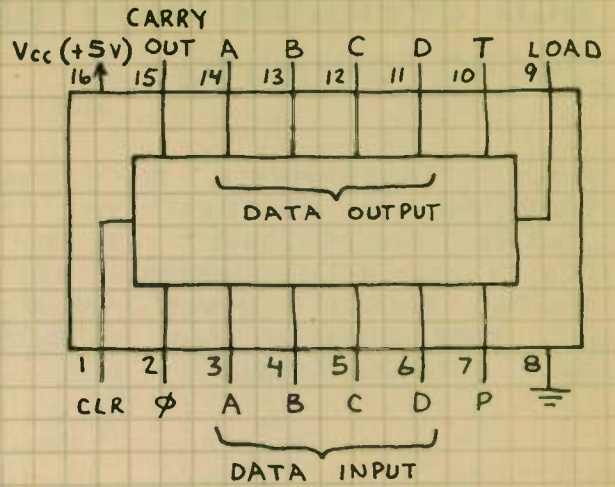 CARRY
Vcc (+5V) OUT A B C D T LOAD
16 15 14 13 12 11 10 9
DATA OUTPUT
1 2 3 4 5 6 7 8
CLR Φ A B C D P
DATA INPUT